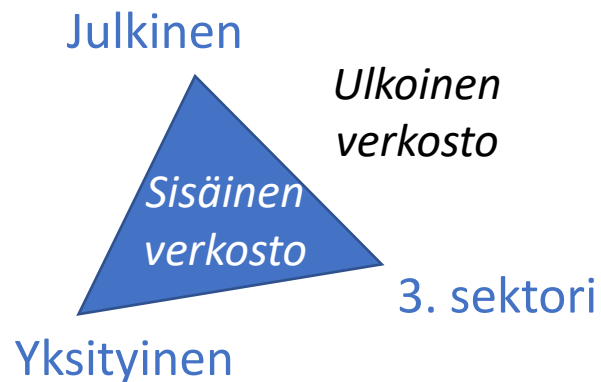 Julkinen
Ulkoinen
verkosto
Sisäinen
verkosto
3. sektori
Yksityinen